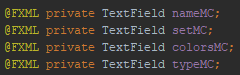 @FXML private TextField nameMC;
@FXML private TextField setMC;
@FXML private TextField colorsMC;
@FXML private TextField typeMC;